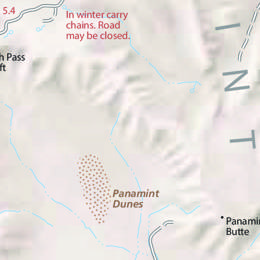 5.4
In winter carry
chains. Road
may be closed.
h Pass
ft
I
N
T
Panamint
Dunes
Panamin
Butte